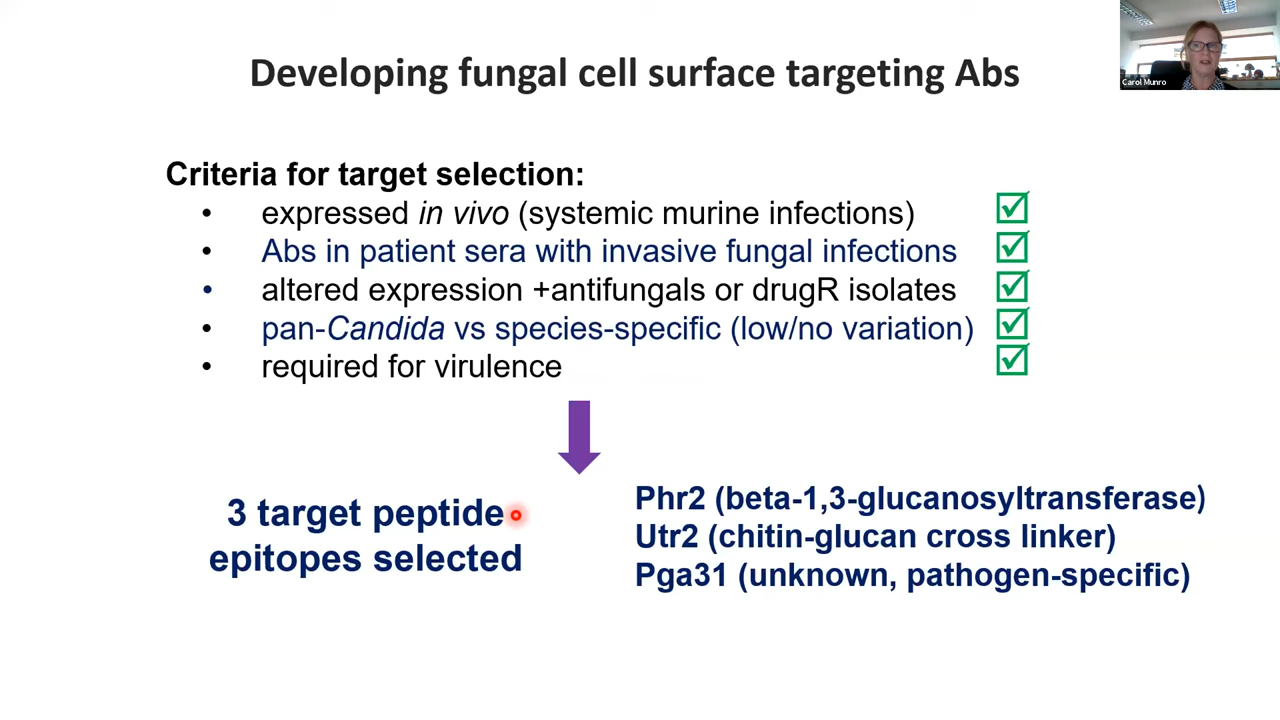 Developing fungal cell surface targeting Abs
Carol Munro
Criteria for target selection:
• expressed in vivo (systemic murine infections)
• Abs in patient sera with invasive fungal infections
• altered expression +antifungals or drugR isolates
• pan-Candida vs species-specific (low/no variation)
• required for virulence
3 target peptide
epitopes selected
Phr2 (beta-1,3-glucanosyltransferase)
Utr2 (chitin-glucan cross linker)
Pga31 (unknown, pathogen-specific)